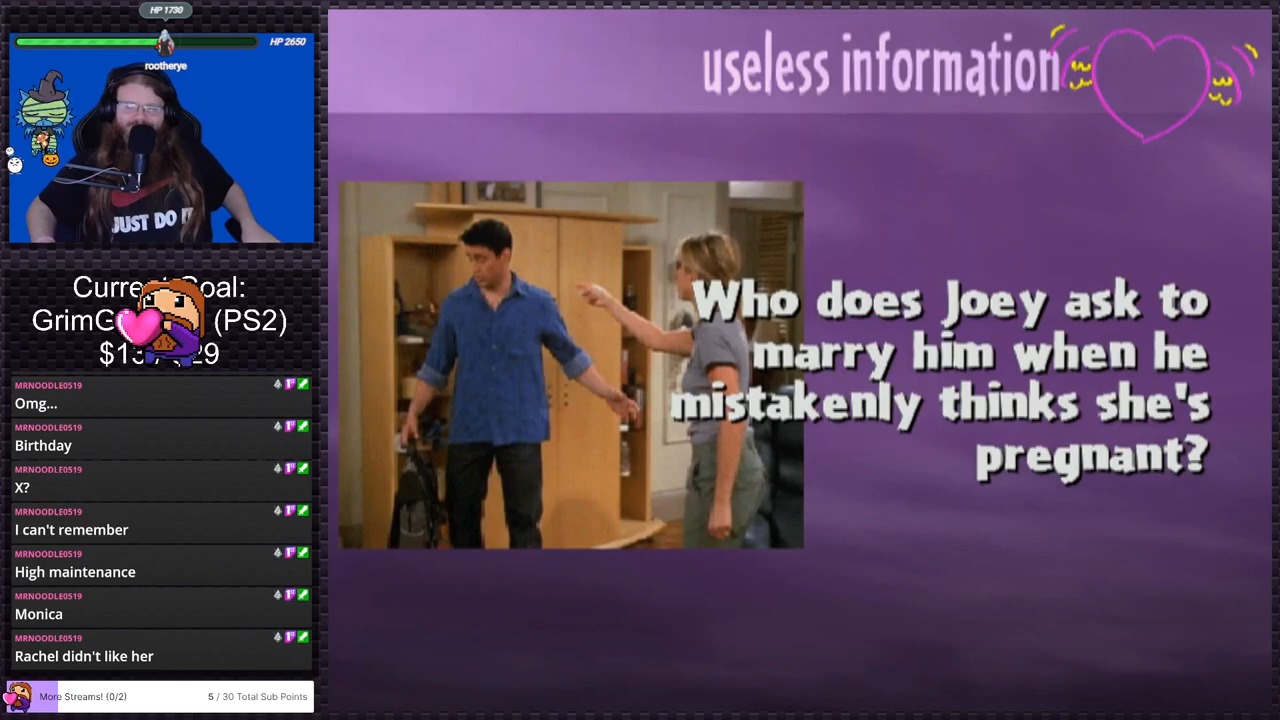 HP 1730
HP 2650
rootherye
JUST DO IT
useless information
Who does Joey ask to
marry him when he
mistakenly thinks she's
pregnant?
(PS2)
MRNOODLE0519
Omg...
MRNOODLE0519
Birthday
MRNOODLE0519
X?
MRNOODLE0519
I can't remember
MRNOODLE0519
High maintenance
MRNOODLE0519
Monica
MRNOODLE0519
Rachel didn't like her
More Streams! (0/2)
5 / 30 Total Sub Points